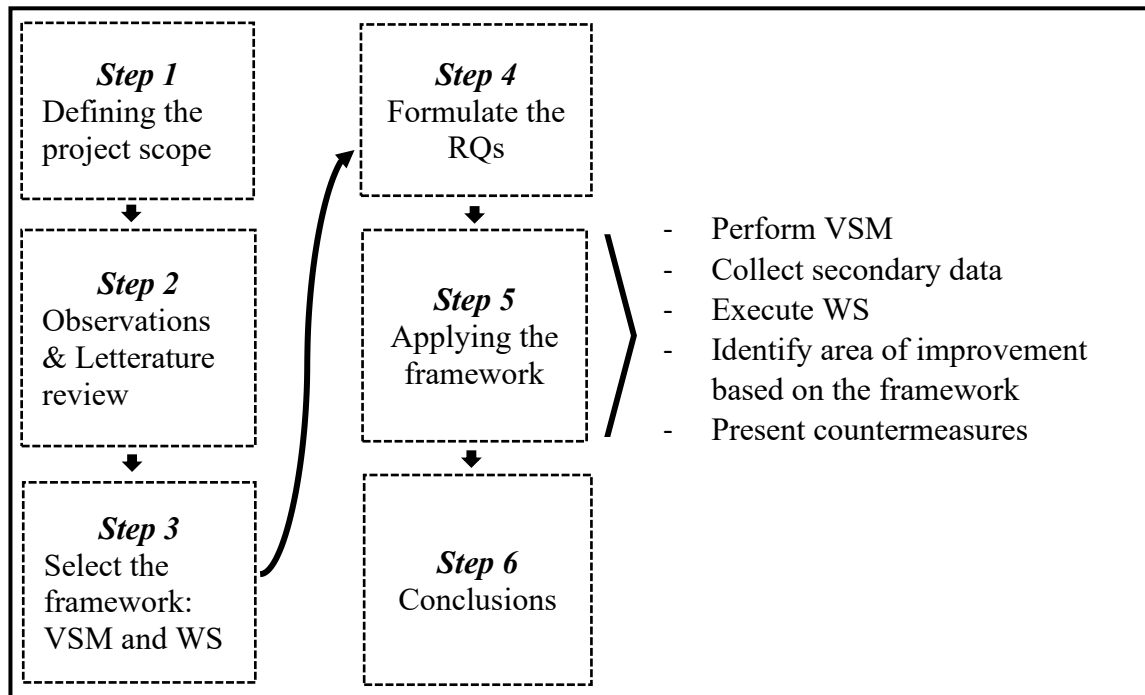 Step 1
Defining the
project scope
Step 2
Observations
& Letterature
review
Step 3
Select the
framework:
VSM and WS
Step 4
Formulate the
RQs
Step 5
Applying the
framework
- Perform VSM
- Collect secondary data
- Execute WS
- Identify area of improvement
based on the framework
- Present countermeasures
Step 6
Conclusions